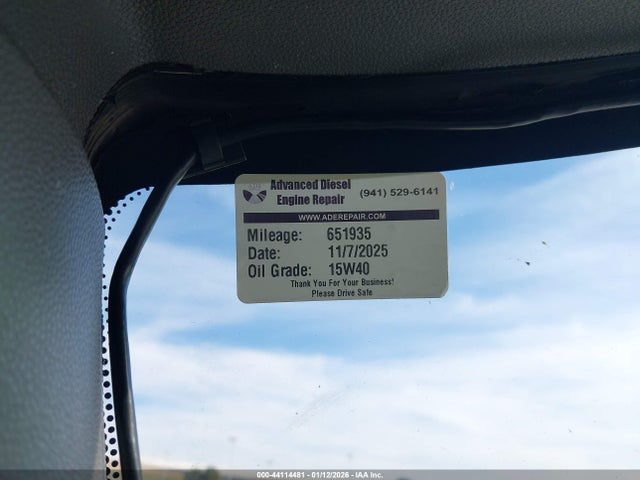 Advanced Diesel
Engine Repair
(941) 529-6141
WWW.ADEREPAIR.COM
Mileage: 651935
Date: 11/7/2025
Oil Grade: 15W40
Thank You For Your Business!
Please Drive Safe
000-44114481 - 01/12/2026 - IAA Inc.